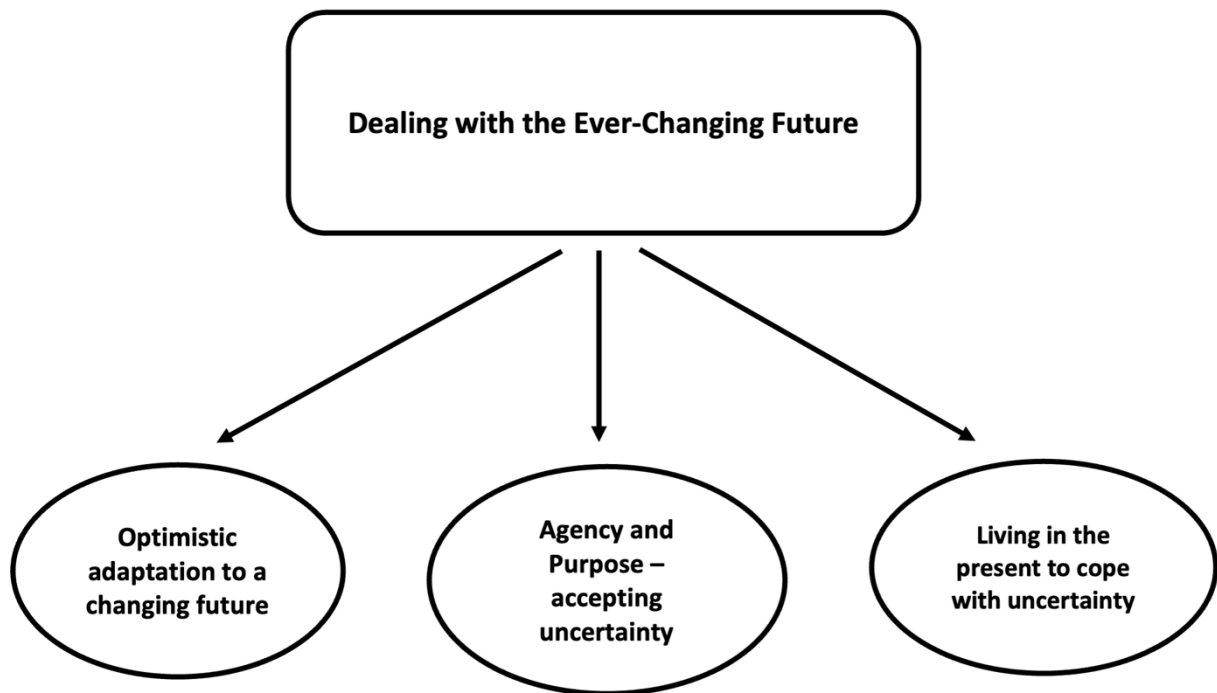 Dealing with the Ever-Changing Future
Optimistic
adaptation to a
changing future
Agency and
Purpose –
accepting
uncertainty
Living in the
present to cope
with uncertainty